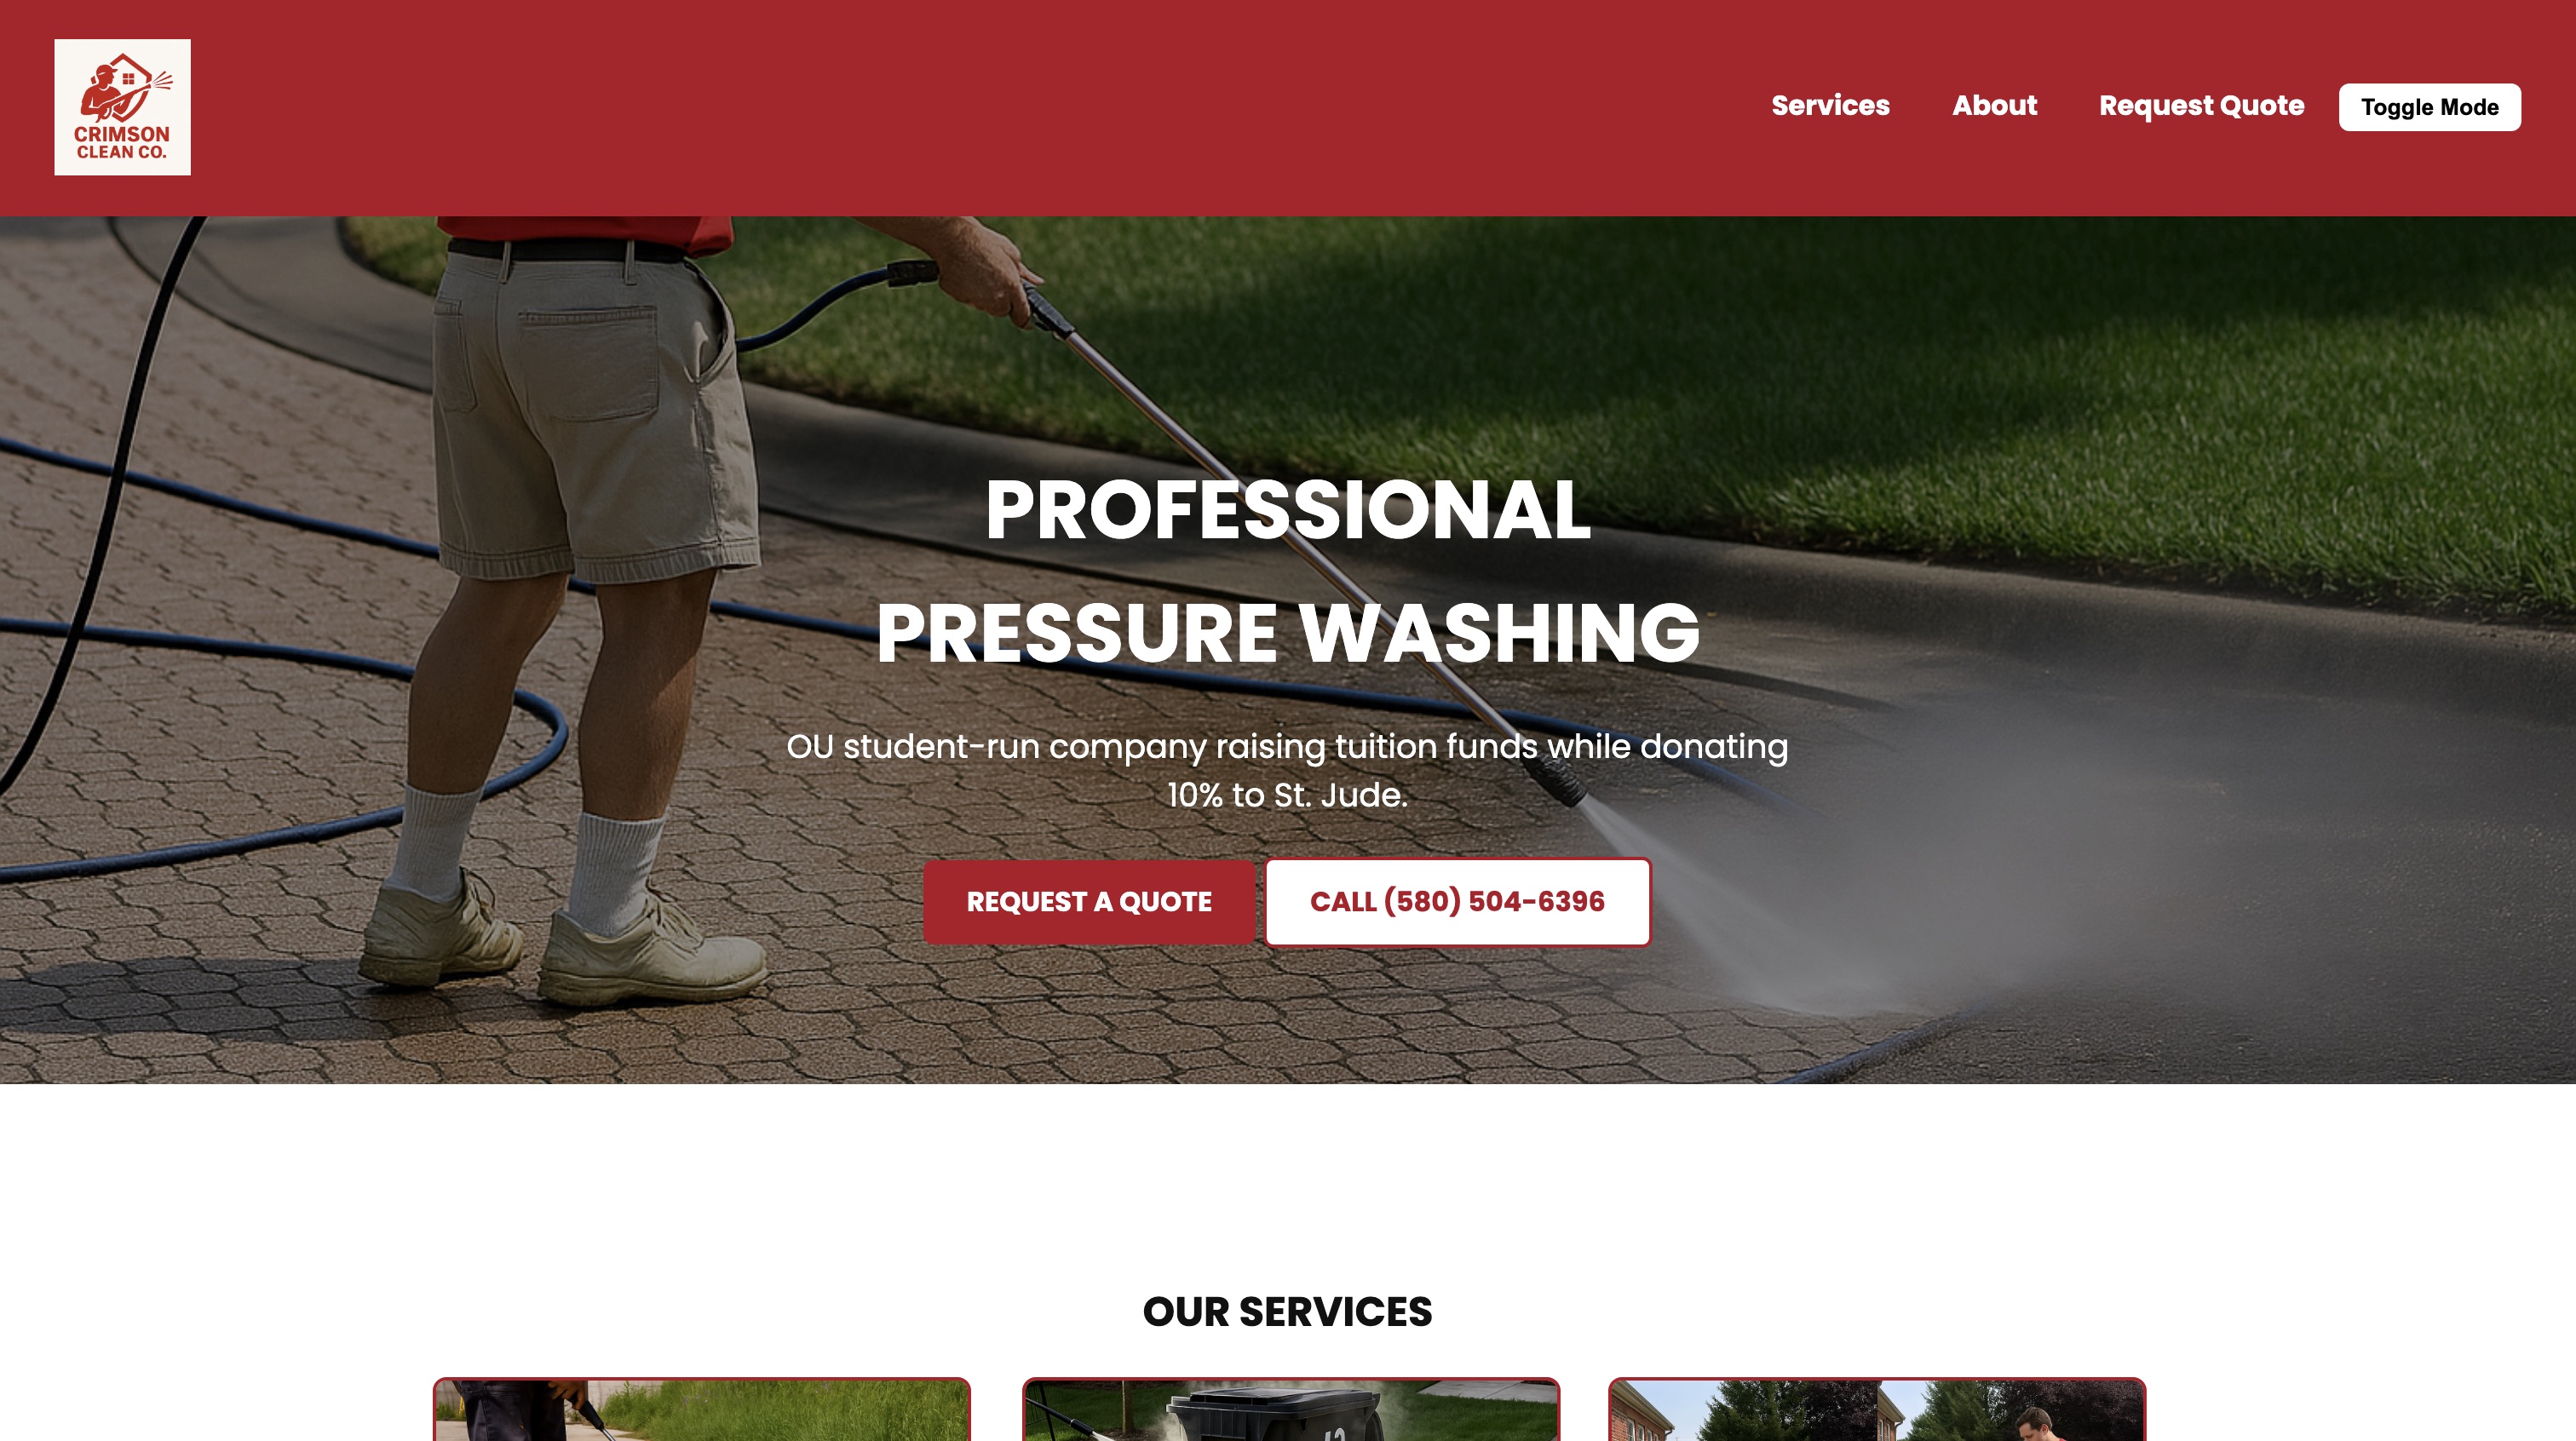 CRIMSON
CLEAN CO.
Services
About
Request Quote
Toggle Mode
PROFESSIONAL
PRESSURE WASHING
OU student-run company raising tuition funds while donating
10% to St. Jude.
REQUEST A QUOTE
CALL (580) 504-6396
OUR SERVICES